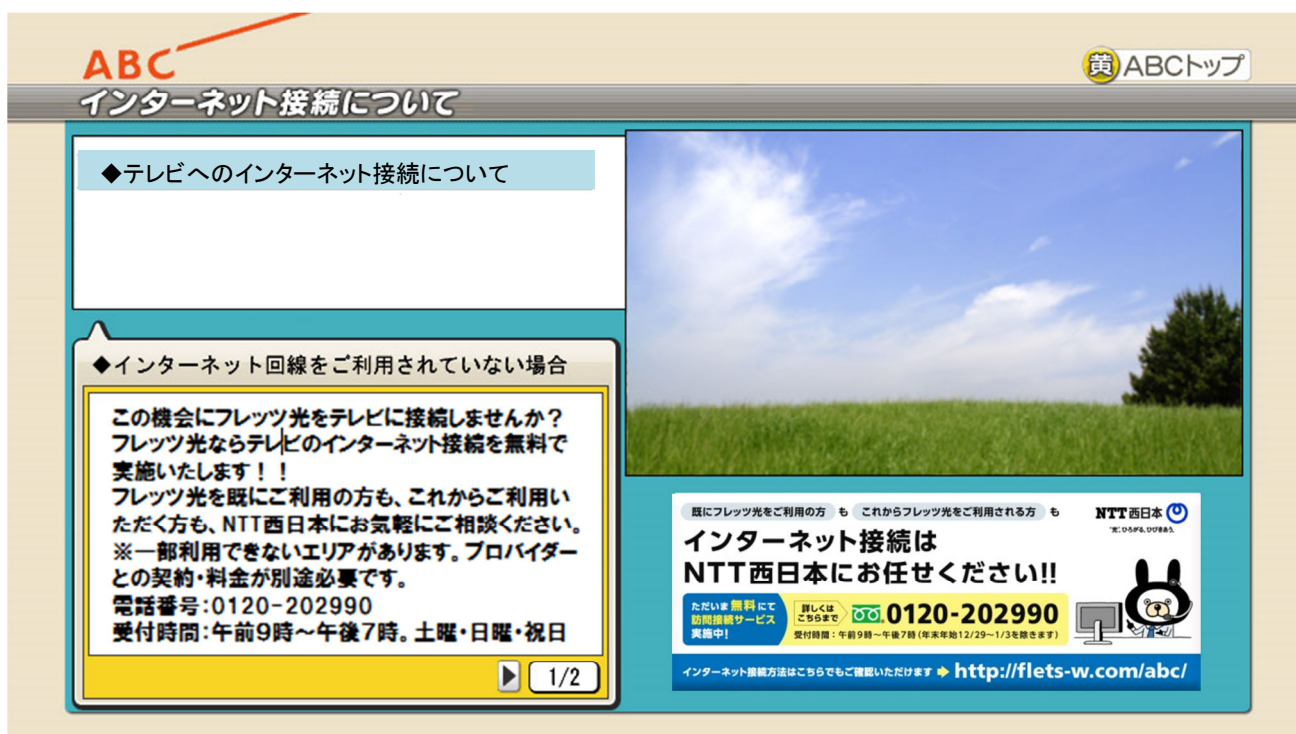 ABC
黄 ABCトップ
インターネット接続について
◆テレビへのインターネット接続について
◆インターネット回線をご利用されていない場合
この機会にフレッツ光をテレビに接続しませんか？
フレッツ光ならテレビのインターネット接続を無料で
実施いたします！！
フレッツ光を既にご利用の方も、これからご利用い
ただく方も、NTT西日本にお気軽にご相談ください。
※一部利用できないエリアがあります。プロバイダー
との契約・料金が別途必要です。
電話番号：0120-202990
受付時間：午前9時～午後7時。土曜・日曜・祝日
1/2
既にフレッツ光をご利用の方 も これからフレッツ光をご利用される方 も
NTT西日本
“光”ひろがる、ひびきあう。
インターネット接続は
NTT西日本にお任せください!!
ただいま無料にて
訪問接続サービス
実施中！
詳しくは
こちらまで
0120-202990
受付時間：午前9時～午後7時(年末年始12/29～1/3を除きます)
インターネット接続方法はこちらでもご確認いただけます http://flets-w.com/abc/